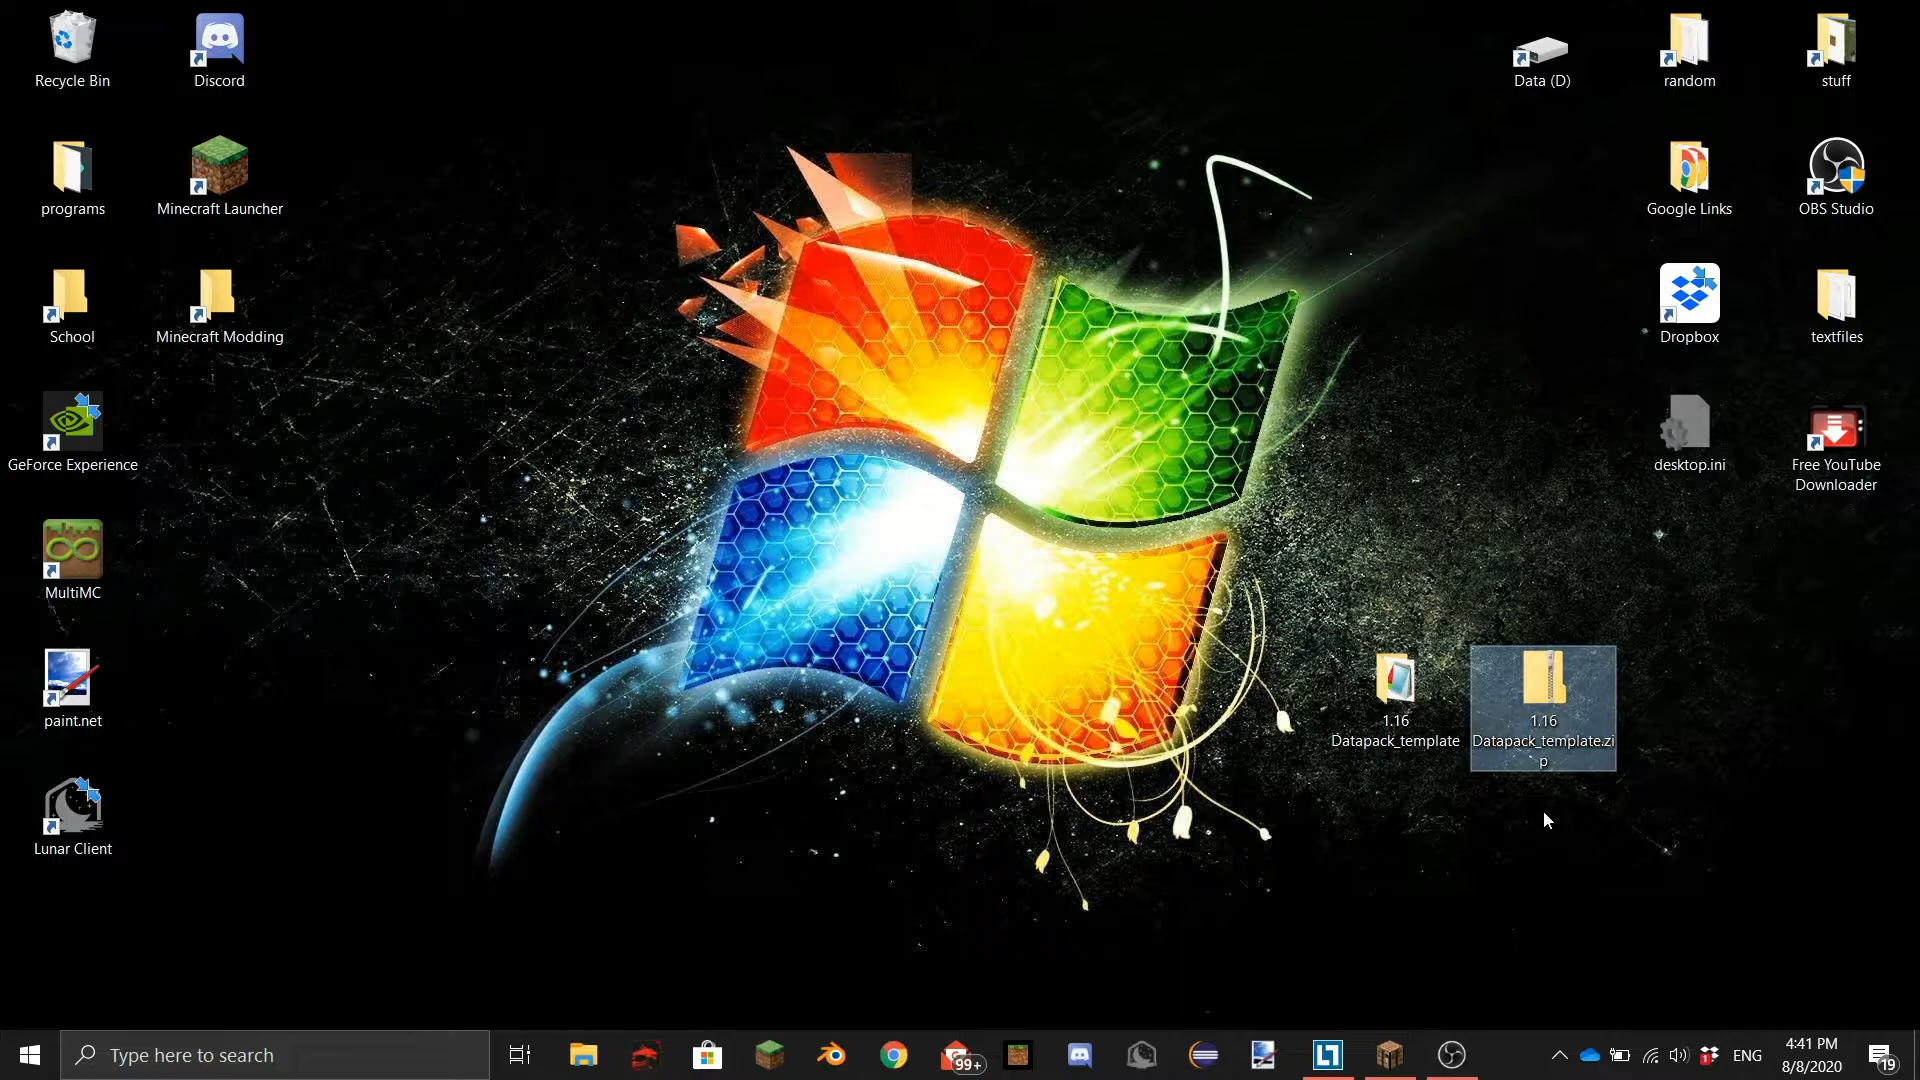 Recycle Bin
Discord
programs
Minecraft Launcher
School
Minecraft Modding
GeForce Experience
MultiMC
paint.net
Lunar Client
Data (D)
random
stuff
Google Links
OBS Studio
Dropbox
textfiles
desktop.ini
Free YouTube
Downloader
1.16
Datapack_template
1.16
Datapack_template.zi
p
Type here to search
99+
1
ENG
4:41 PM
8/8/2020
19